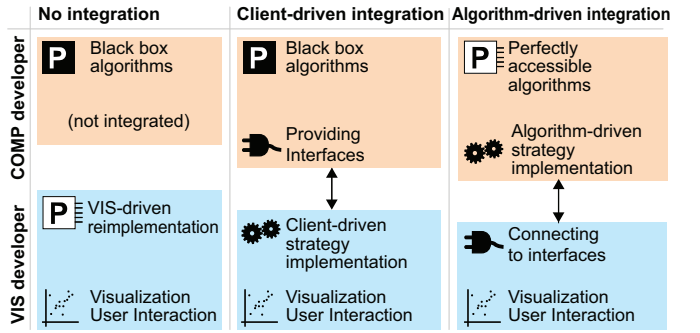 No integration
Client-driven integration
Algorithm-driven integration
COMP developer
P
Black box
algorithms
(not integrated)
P
Black box
algorithms
Providing
Interfaces
P
Perfectly
accessible
algorithms
Algorithm-driven
strategy
implementation
VIS developer
P
VIS-driven
reimplementation
Visualization
User Interaction
Client-driven
strategy
implementation
Visualization
User Interaction
Connecting
to interfaces
Visualization
User Interaction